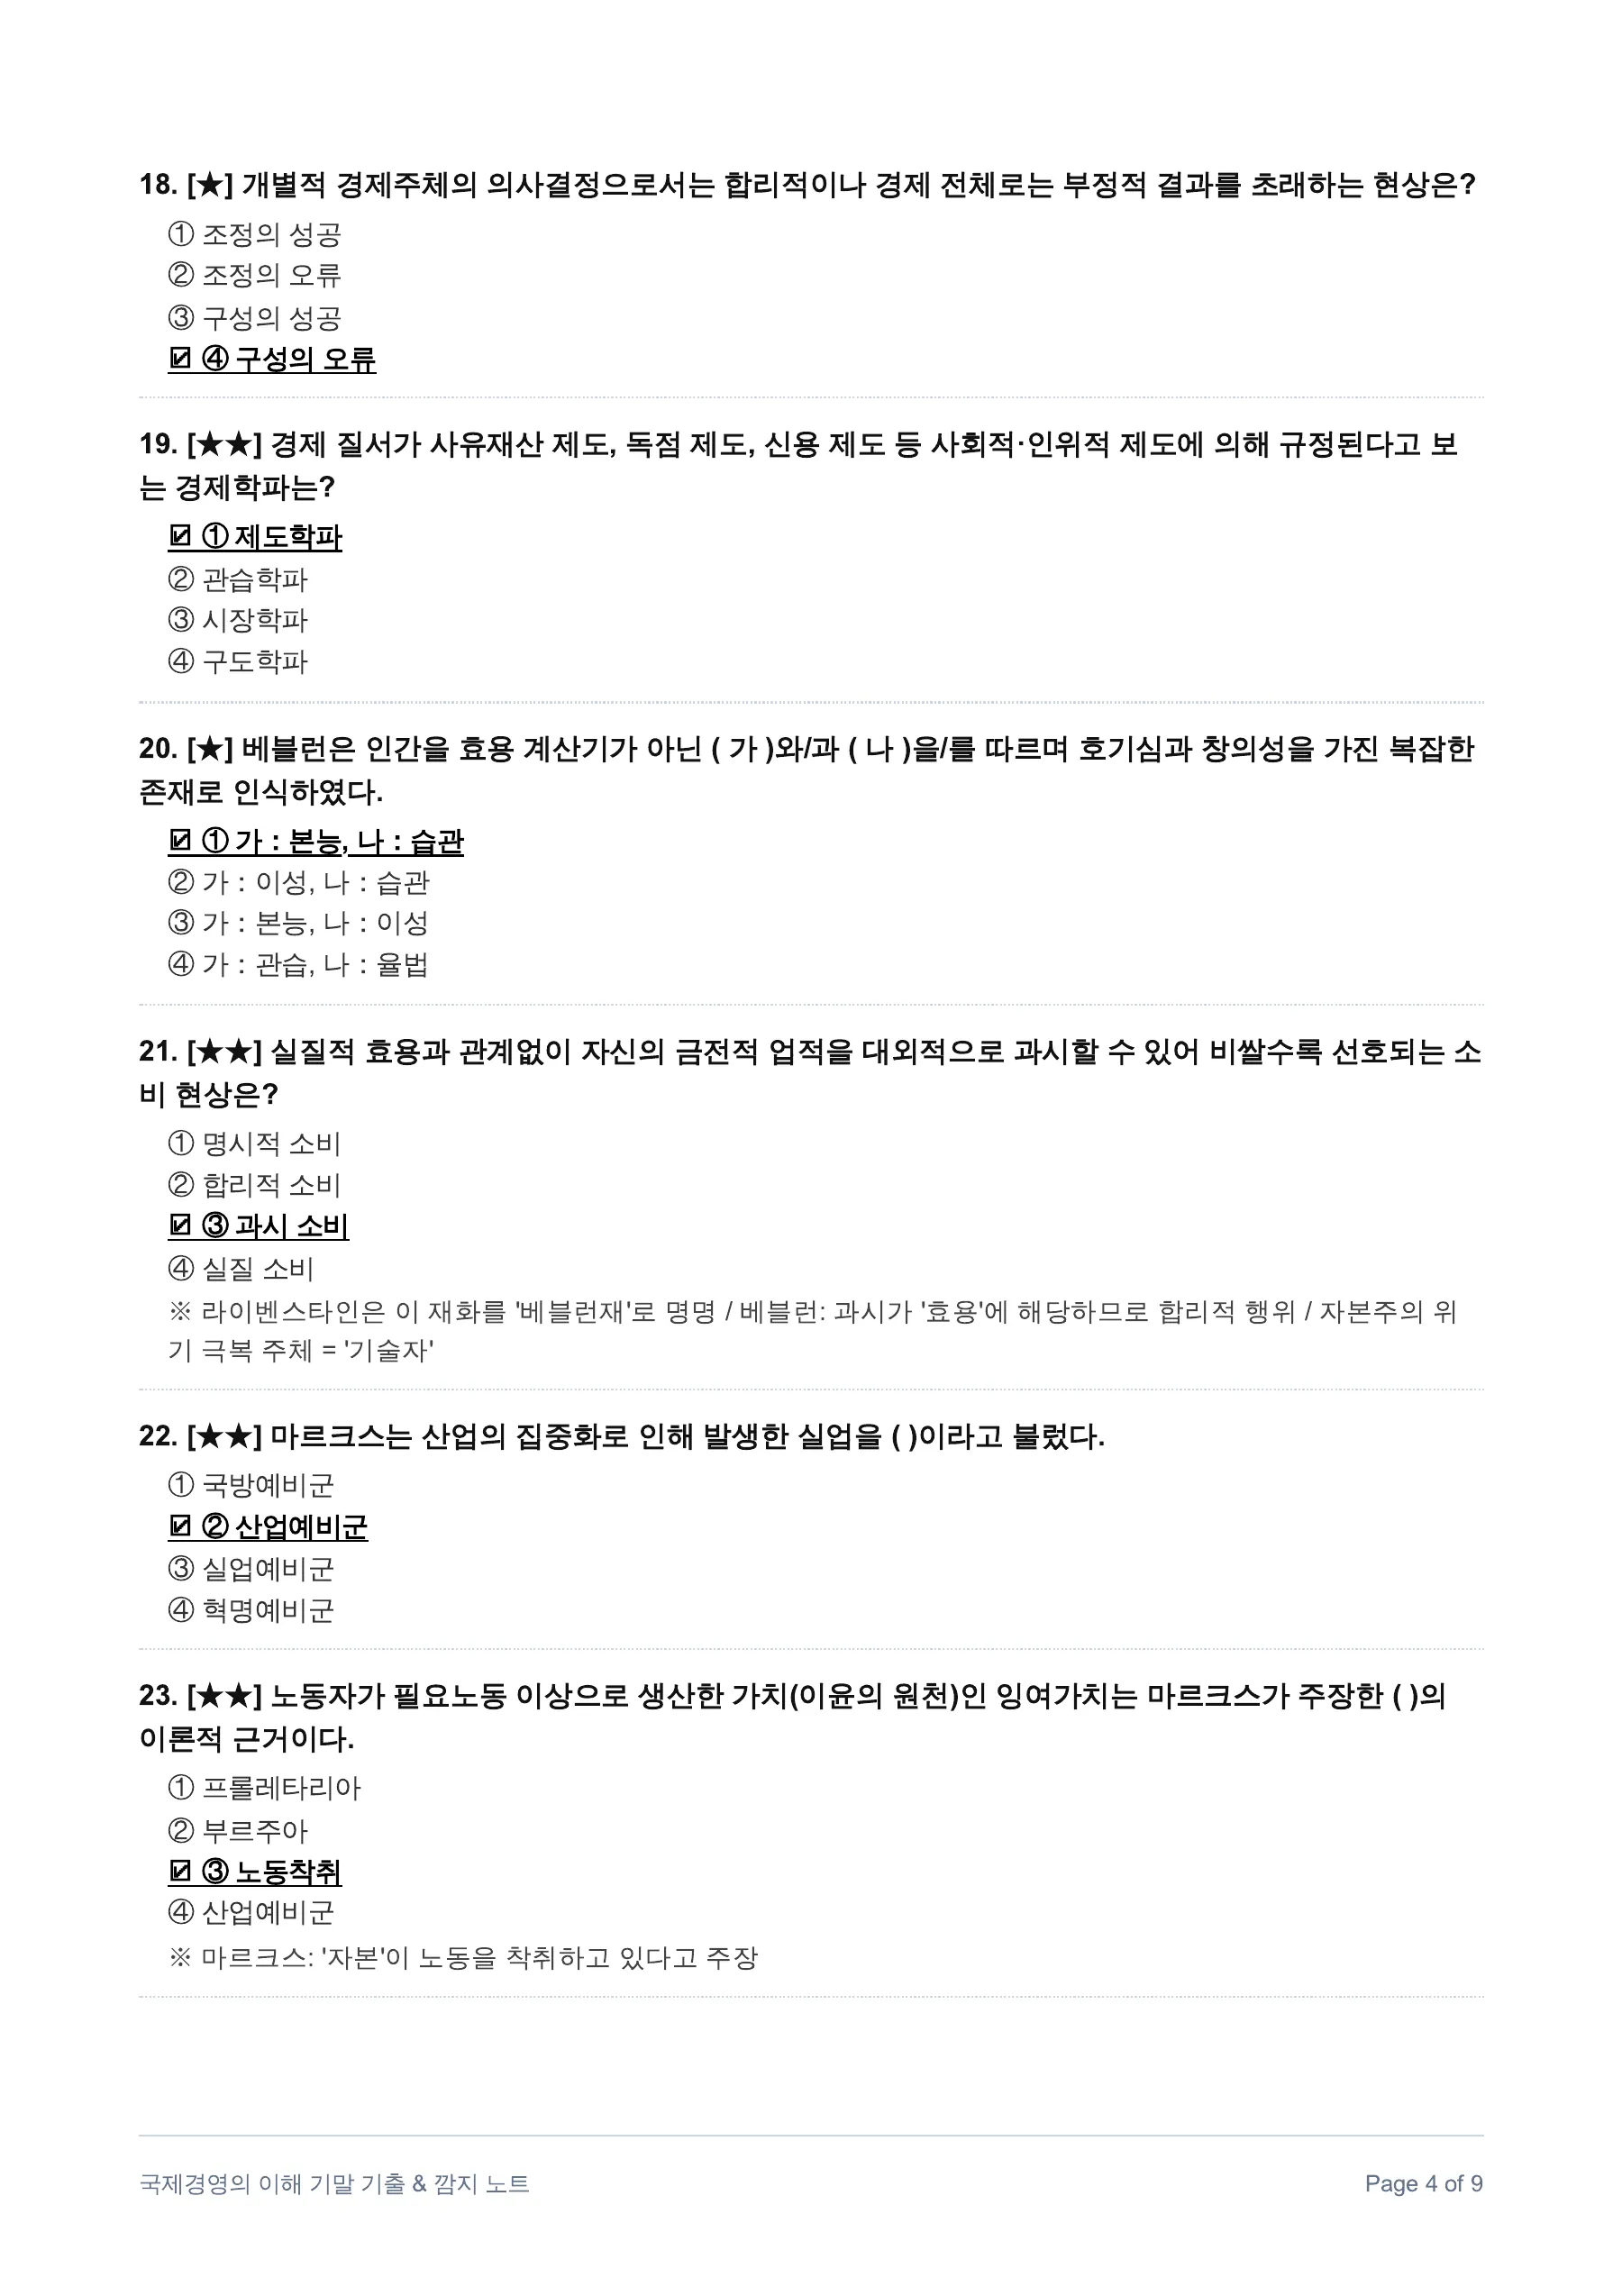 18. [★] 개별적 경제주체의 의사결정으로서는 합리적이나 경제 전체로는 부정적 결과를 초래하는 현상은?
① 조정의 성공
② 조정의 오류
③ 구성의 성공
☑ ④ 구성의 오류
19. [★★] 경제 질서가 사유재산 제도, 독점 제도, 신용 제도 등 사회적·인위적 제도에 의해 규정된다고 보
는 경제학파는?
☑ ① 제도학파
② 관습학파
③ 시장학파
④ 구도학파
20. [★] 베블런은 인간을 효용 계산기가 아닌 ( 가 )와/과 ( 나 )을/를 따르며 호기심과 창의성을 가진 복잡한
존재로 인식하였다.
☑ ① 가 : 본능, 나 : 습관
② 가 : 이성, 나 : 습관
③ 가 : 본능, 나 : 이성
④ 가 : 관습, 나 : 율법
21. [★★] 실질적 효용과 관계없이 자신의 금전적 업적을 대외적으로 과시할 수 있어 비쌀수록 선호되는 소
비 현상은?
① 명시적 소비
② 합리적 소비
☑ ③ 과시 소비
④ 실질 소비
※ 라이벤스타인은 이 재화를 '베블런재'로 명명 / 베블런: 과시가 '효용'에 해당하므로 합리적 행위 / 자본주의 위
기 극복 주체 = '기술자'
22. [★★] 마르크스는 산업의 집중화로 인해 발생한 실업을 ( )이라고 불렀다.
① 국방예비군
☑ ② 산업예비군
③ 실업예비군
④ 혁명예비군
23. [★★] 노동자가 필요노동 이상으로 생산한 가치(이윤의 원천)인 잉여가치는 마르크스가 주장한 ( )의
이론적 근거이다.
① 프롤레타리아
② 부르주아
☑ ③ 노동착취
④ 산업예비군
※ 마르크스: '자본'이 노동을 착취하고 있다고 주장
국제경영의 이해 기말 기출 & 깜지 노트
Page 4 of 9